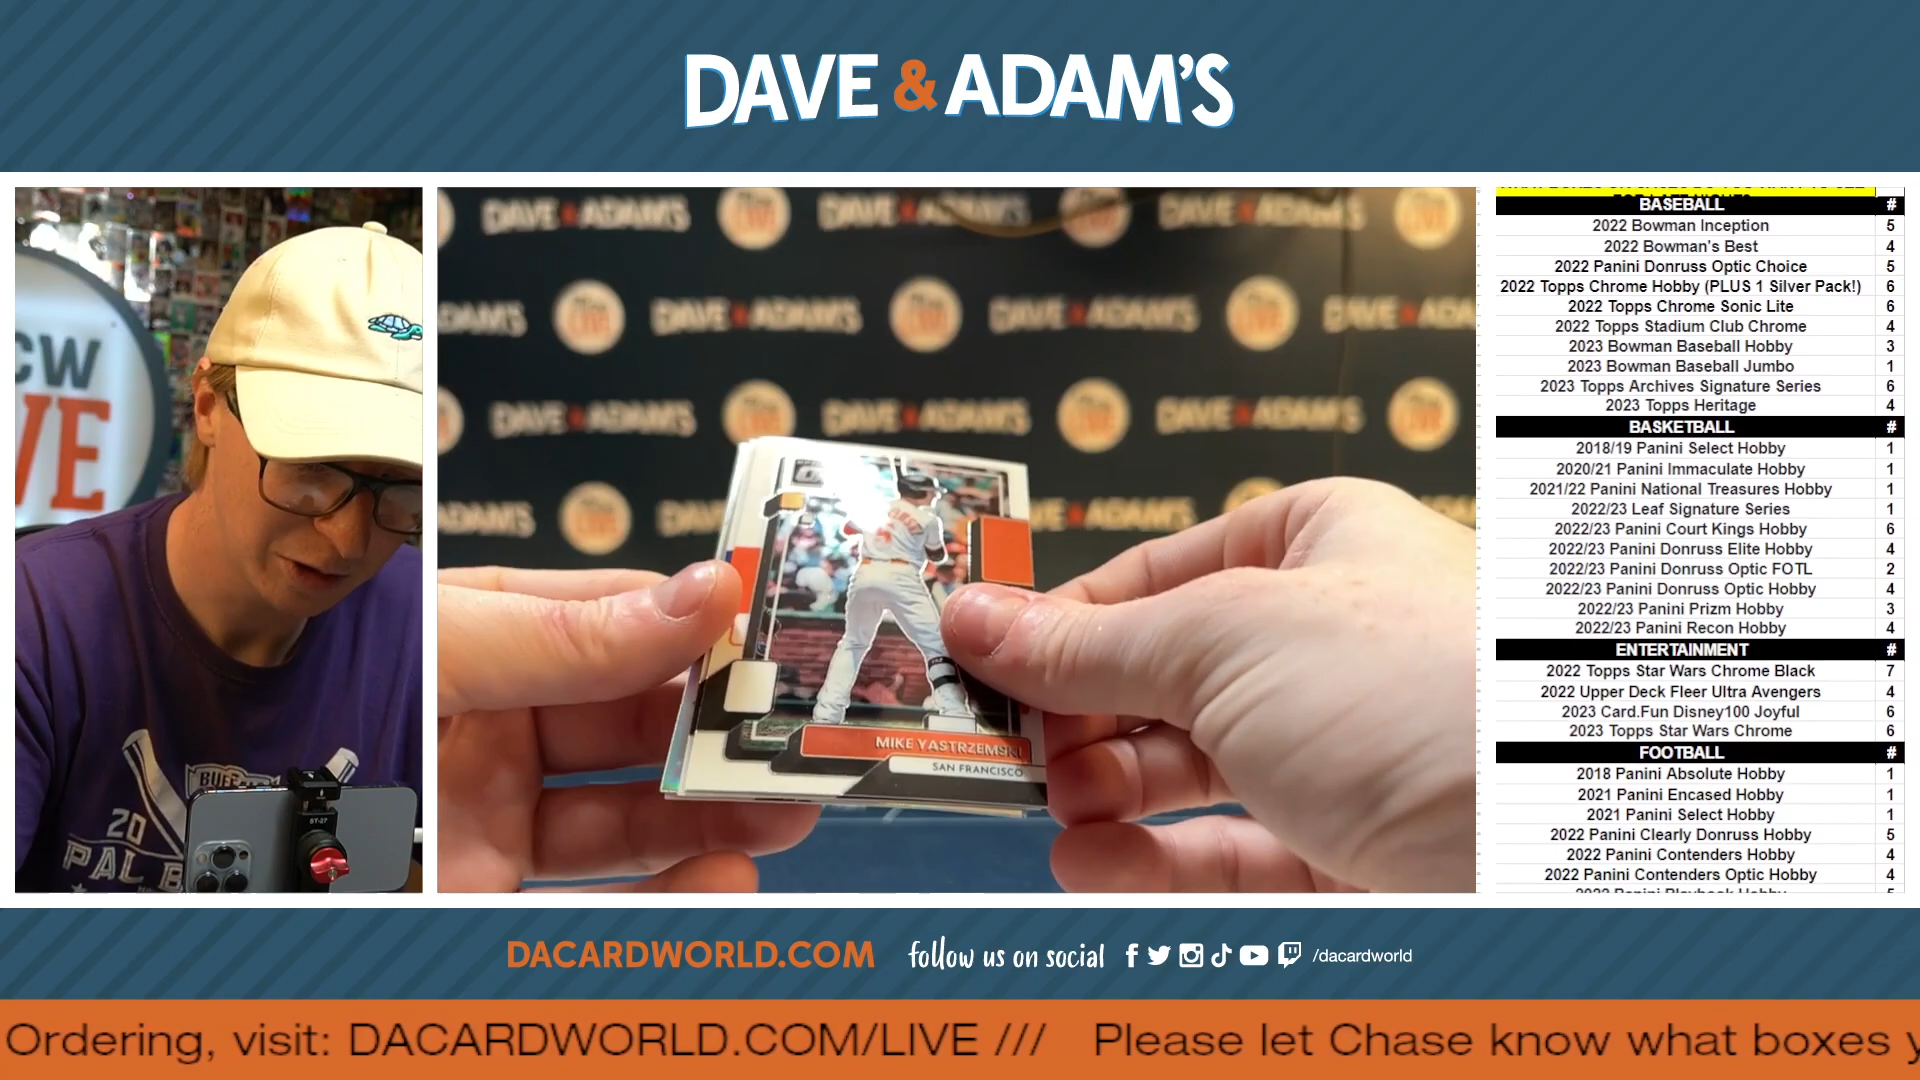 DAVE & ADAM'S
CW
VE
BUFFALO
20
PAL B
ST-27
DAVE & ADAM'S
MIKE YASTRZEMSKI
SAN FRANCISCO
BASEBALL #
2022 Bowman Inception 5
2022 Bowman's Best 4
2022 Panini Donruss Optic Choice 5
2022 Topps Chrome Hobby (PLUS 1 Silver Pack!) 6
2022 Topps Chrome Sonic Lite 6
2022 Topps Stadium Club Chrome 4
2023 Bowman Baseball Hobby 3
2023 Bowman Baseball Jumbo 1
2023 Topps Archives Signature Series 6
2023 Topps Heritage 4
BASKETBALL #
2018/19 Panini Select Hobby 1
2020/21 Panini Immaculate Hobby 1
2021/22 Panini National Treasures Hobby 1
2022/23 Leaf Signature Series 1
2022/23 Panini Court Kings Hobby 6
2022/23 Panini Donruss Elite Hobby 4
2022/23 Panini Donruss Optic FOTL 2
2022/23 Panini Donruss Optic Hobby 4
2022/23 Panini Prizm Hobby 3
2022/23 Panini Recon Hobby 4
ENTERTAINMENT #
2022 Topps Star Wars Chrome Black 7
2022 Upper Deck Fleer Ultra Avengers 4
2023 Card.Fun Disney100 Joyful 6
2023 Topps Star Wars Chrome 6
FOOTBALL #
2018 Panini Absolute Hobby 1
2021 Panini Encased Hobby 1
2021 Panini Select Hobby 1
2022 Panini Clearly Donruss Hobby 5
2022 Panini Contenders Hobby 4
2022 Panini Contenders Optic Hobby 4
DACARDWORLD.COM follow us on social /dacardworld
Ordering, visit: DACARDWORLD.COM/LIVE /// Please let Chase know what boxes y